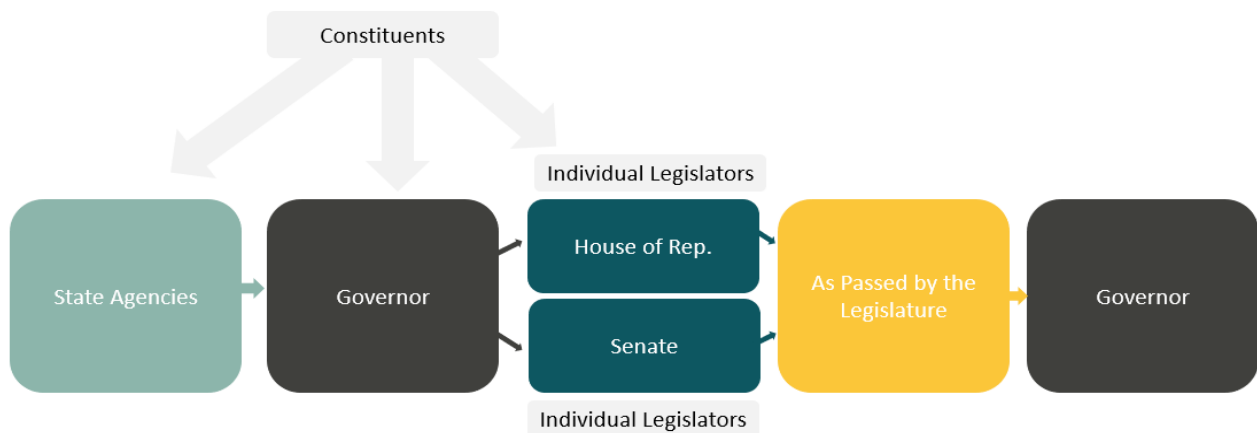 Constituents
Individual Legislators
State Agencies
Governor
House of Rep.
Senate
As Passed by the
Legislature
Governor
Individual Legislators